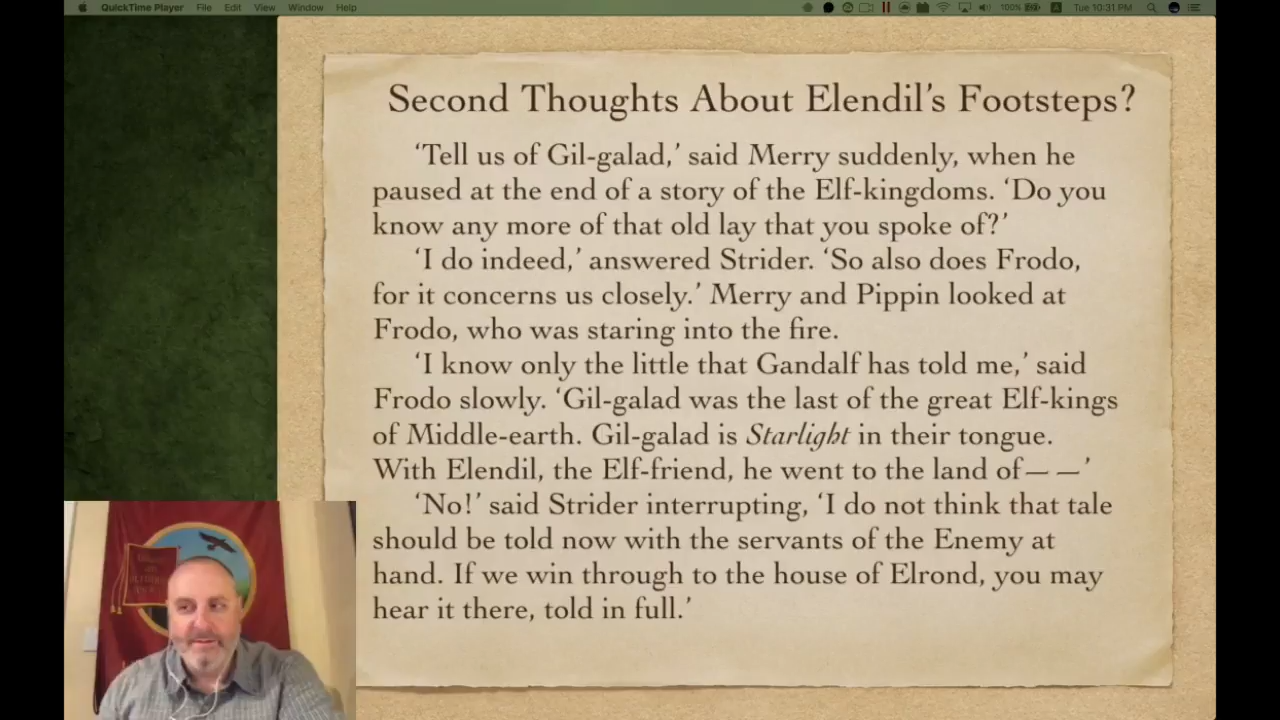 QuickTime Player File Edit View Window Help 100% Tue 10:31 PM
Second Thoughts About Elendil’s Footsteps?
‘Tell us of Gil-galad,’ said Merry suddenly, when he
paused at the end of a story of the Elf-kingdoms. ‘Do you
know any more of that old lay that you spoke of?’
‘I do indeed,’ answered Strider. ‘So also does Frodo,
for it concerns us closely.’ Merry and Pippin looked at
Frodo, who was staring into the fire.
‘I know only the little that Gandalf has told me,’ said
Frodo slowly. ‘Gil-galad was the last of the great Elf-kings
of Middle-earth. Gil-galad is Starlight in their tongue.
With Elendil, the Elf-friend, he went to the land of— —’
‘No!’ said Strider interrupting, ‘I do not think that tale
should be told now with the servants of the Enemy at
hand. If we win through to the house of Elrond, you may
hear it there, told in full.’